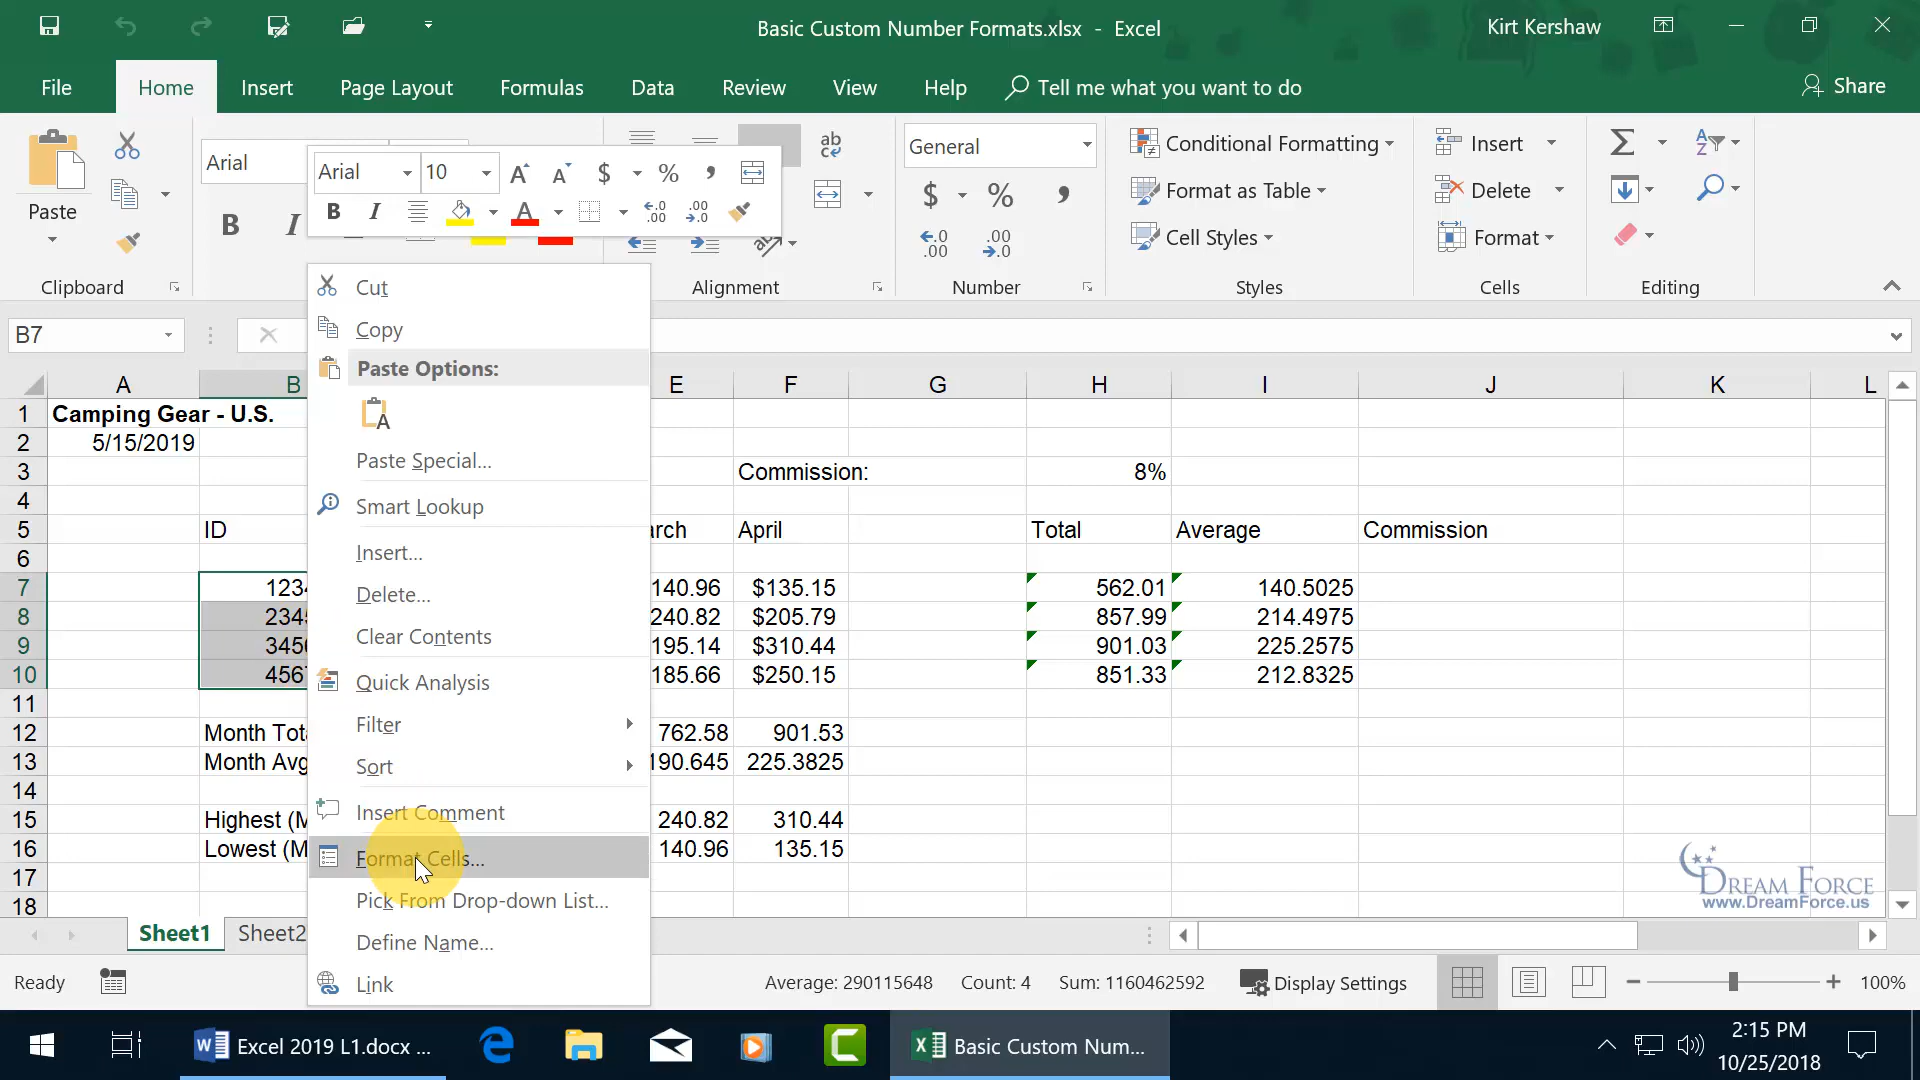 Basic Custom Number Formats.xlsx - Excel
Kirt Kershaw
File Home Insert Page Layout Formulas Data Review View Help Tell me what you want to do Share
Paste
Clipboard
Arial
B I
Arial 10 A A $ % ,
B I A .0 .00 .00 .0
ab
Alignment
General
$ % ,
.0 .00 .00 .0
Number
Conditional Formatting
Format as Table
Cell Styles
Styles
Insert
Delete
Format
Cells
Editing
B7
Cut
Copy
Paste Options:
A
Paste Special...
Smart Lookup
Insert...
Delete...
Clear Contents
Quick Analysis
Filter
Sort
Insert Comment
Format Cells...
Pick From Drop-down List...
Define Name...
Link
A B E F G H I J K L
1 Camping Gear - U.S.
2 5/15/2019
3 Commission: 8%
4
5 ID arch April Total Average Commission
6
7 1234 140.96 $135.15 562.01 140.5025
8 2345 240.82 $205.79 857.99 214.4975
9 3456 195.14 $310.44 901.03 225.2575
10 4567 185.66 $250.15 851.33 212.8325
11
12 Month Tot 762.58 901.53
13 Month Avg 190.645 225.3825
14
15 Highest (M 240.82 310.44
16 Lowest (M 140.96 135.15
17
18
Dream Force
www.DreamForce.us
Sheet1 Sheet2
Ready Average: 290115648 Count: 4 Sum: 1160462592 Display Settings 100%
Excel 2019 L1.docx ... Basic Custom Num...
2:15 PM
10/25/2018